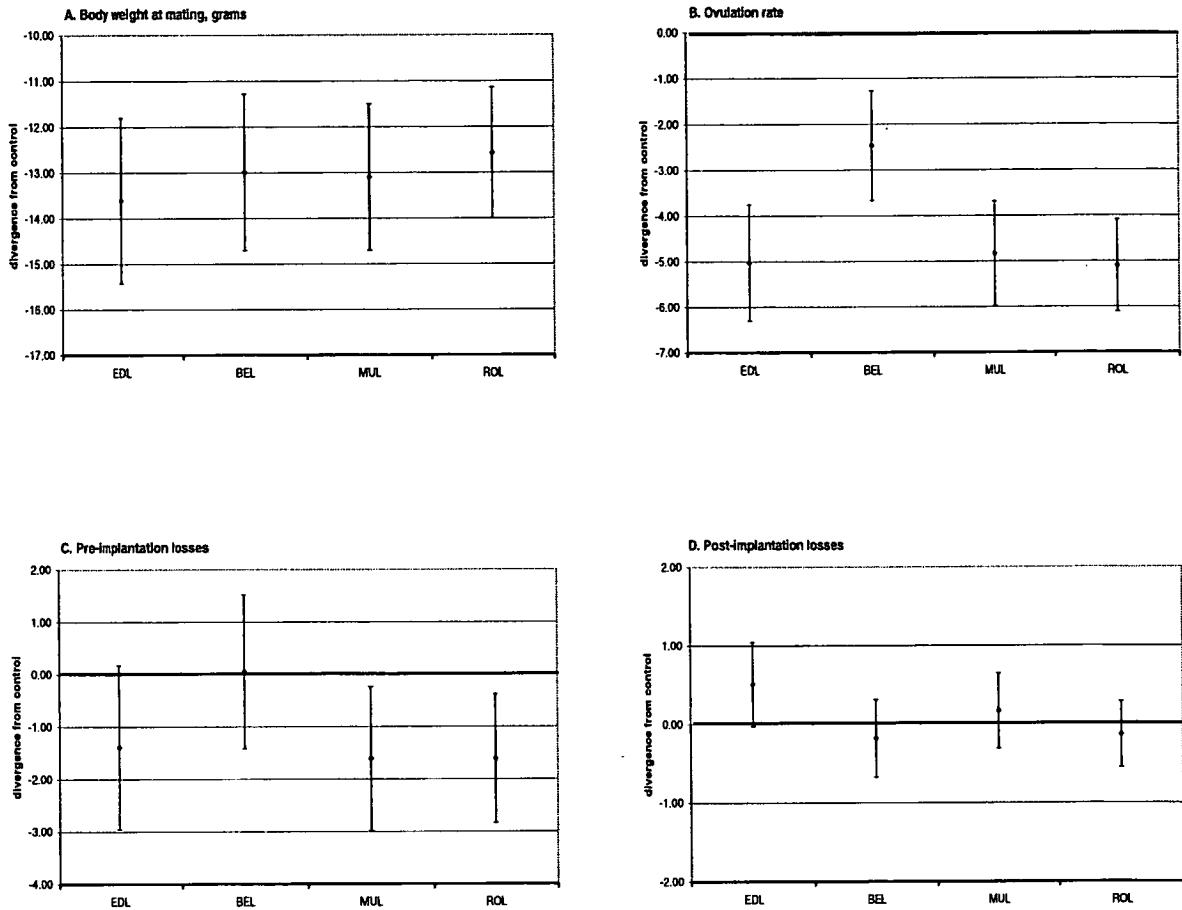 A. Body weight at mating, grams
-10.00
-11.00
-12.00
-13.00
-14.00
-15.00
-16.00
-17.00
divergence from control
EDL BEL MUL ROL
B. Ovulation rate
0.00
-1.00
-2.00
-3.00
-4.00
-5.00
-6.00
-7.00
divergence from control
EDL BEL MUL ROL
C. Pre-implantation losses
2.00
1.00
0.00
-1.00
-2.00
-3.00
-4.00
divergence from control
EDL BEL MUL ROL
D. Post-implantation losses
2.00
1.00
0.00
-1.00
-2.00
divergence from control
EDL BEL MUL ROL